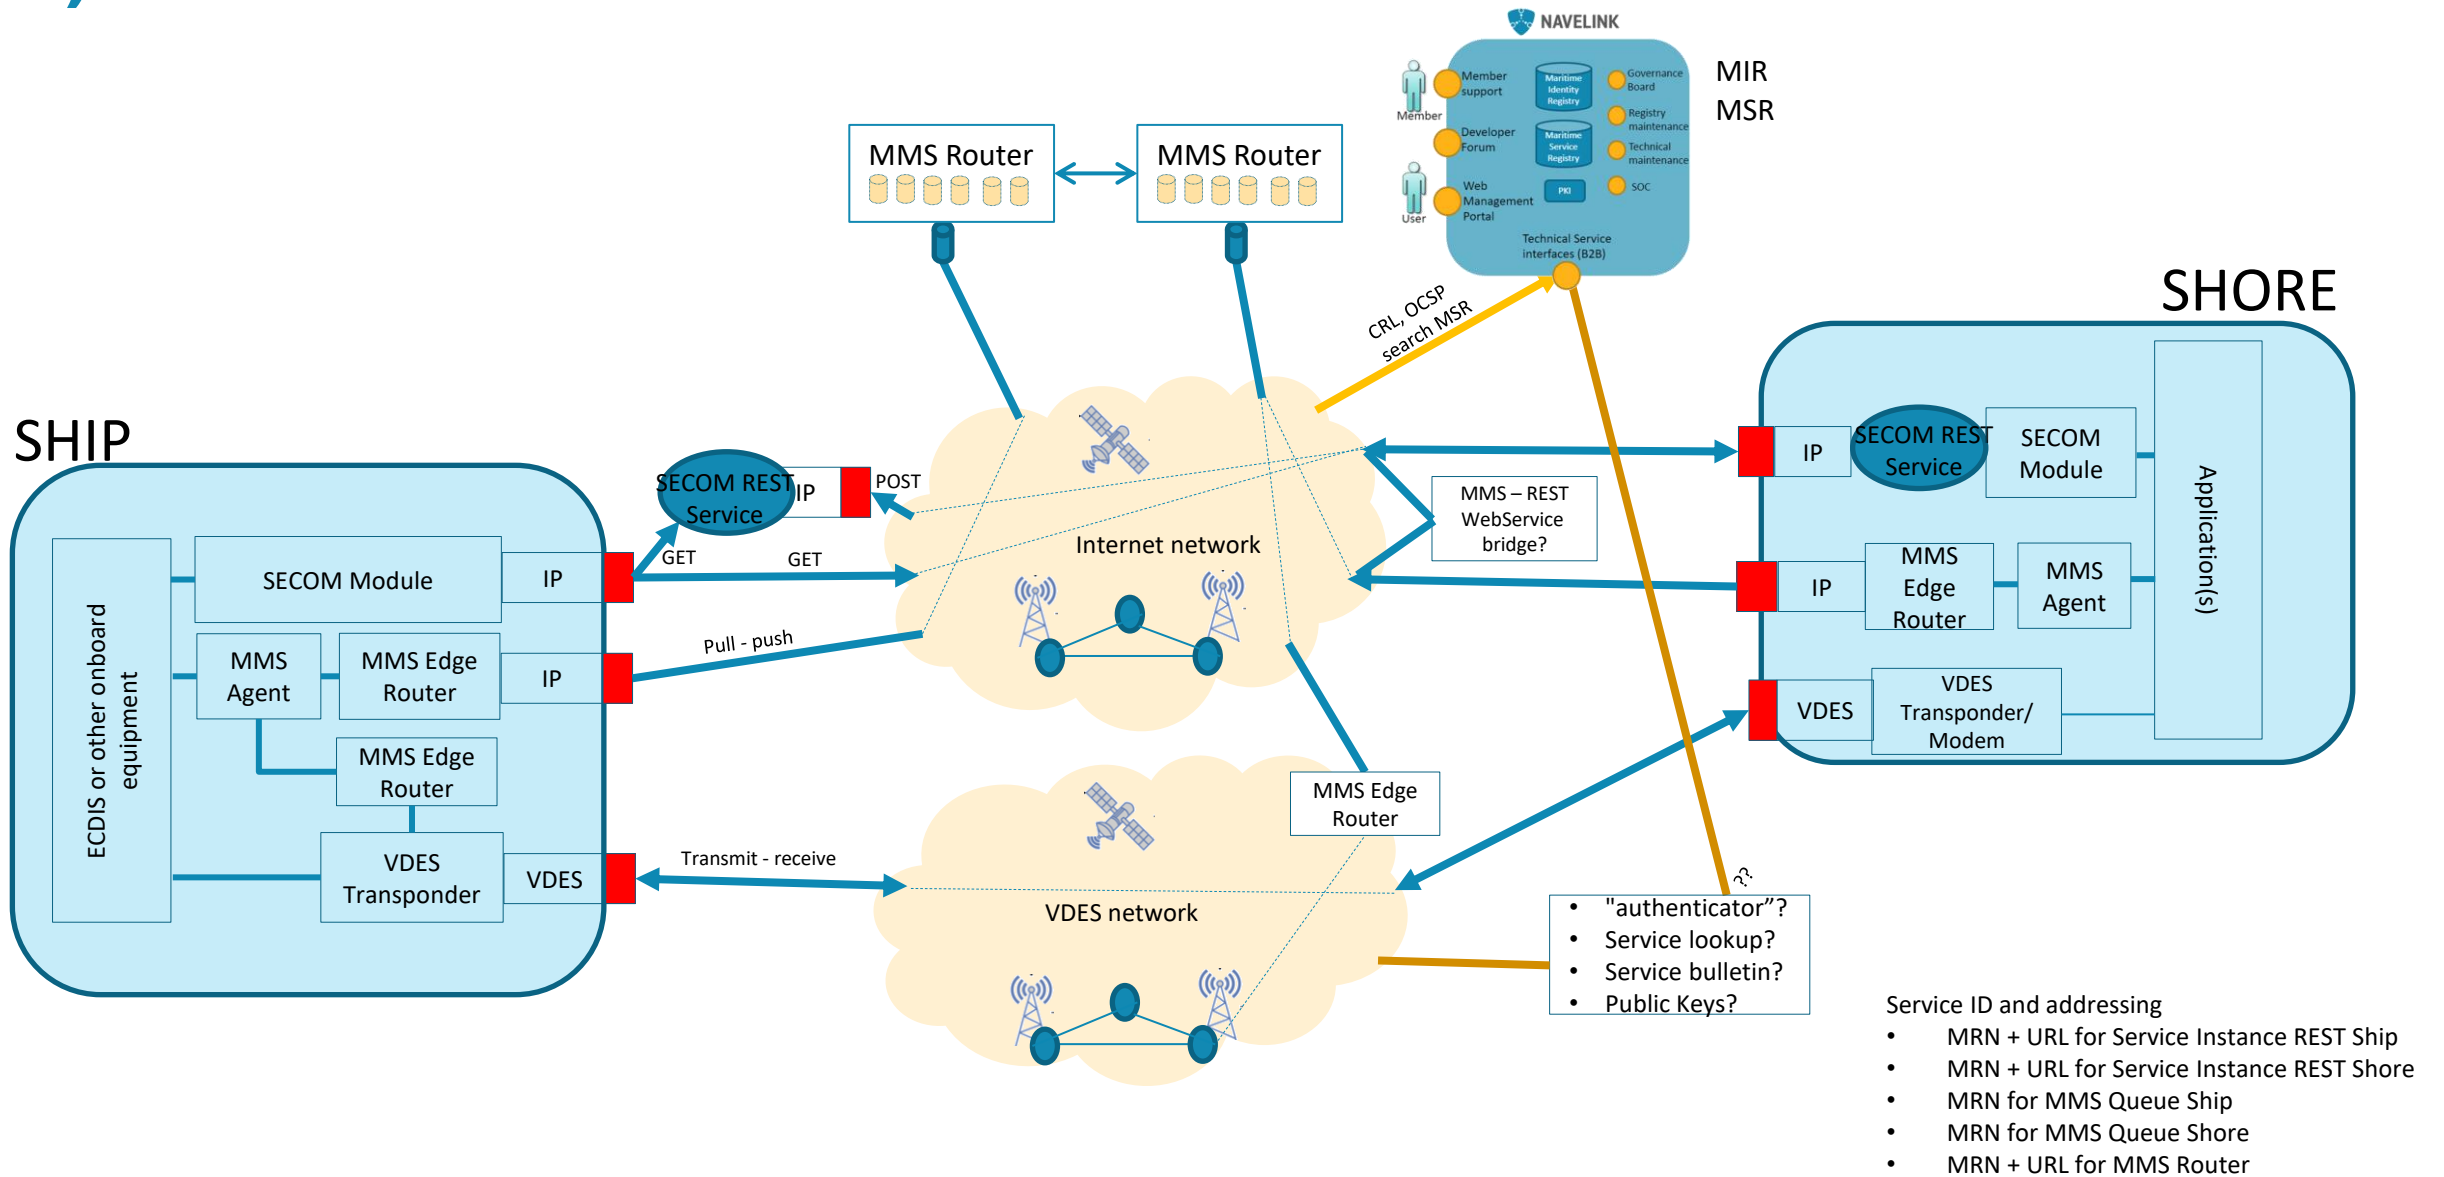 NAVELINK
Member
support
Member
Developer
Forum
Web
Management
Portal
User
Maritime
Identity
Registry
Maritime
Service
Registry
PKI
Governance
Board
Registry
maintenance
Technical
maintenance
SOC
Technical Service
interfaces (B2B)
MIR
MSR
MMS Router
MMS Router
CRL, OCSP
search MSR
SHORE
SHIP
SECOM REST
Service
IP
POST
GET
GET
SECOM Module
IP
ECDIS or other onboard
equipment
MMS
Agent
MMS Edge
Router
IP
Pull - push
MMS Edge
Router
VDES
Transponder
VDES
Transmit - receive
Internet network
MMS – REST
WebService
bridge?
VDES network
MMS Edge
Router
IP
SECOM REST
Service
SECOM
Module
Application(s)
IP
MMS
Edge
Router
MMS
Agent
VDES
VDES
Transponder/
Modem
??
• "authenticator”?
• Service lookup?
• Service bulletin?
• Public Keys?
Service ID and addressing
• MRN + URL for Service Instance REST Ship
• MRN + URL for Service Instance REST Shore
• MRN for MMS Queue Ship
• MRN for MMS Queue Shore
• MRN + URL for MMS Router